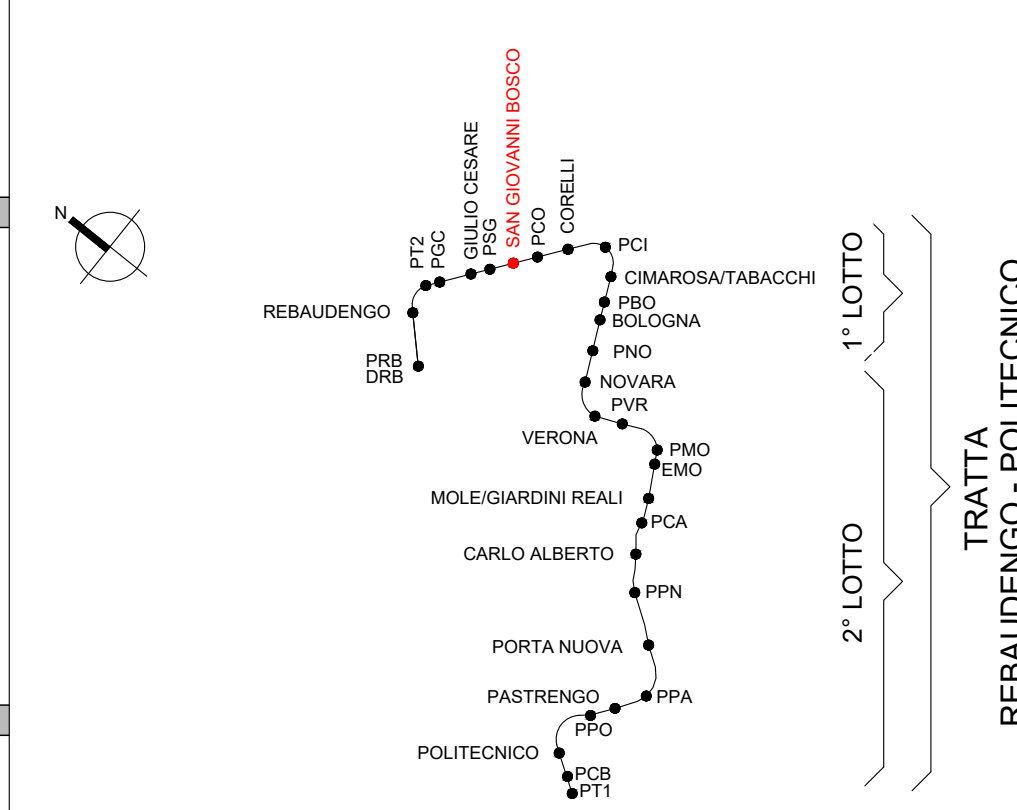 N
PT2
PGC
GIULIO CESARE
PSG
SAN GIOVANNI BOSCO
PCO
CORELLI
PCI
CIMAROSA/TABACCHI
REBAUDENGO
PBO
BOLOGNA
PRB
DRB
PNO
NOVARA
PVR
VERONA
PMO
EMO
MOLE/GIARDINI REALI
PCA
CARLO ALBERTO
PPN
PORTA NUOVA
PASTRENGO
PPA
PPO
POLITECNICO
PCB
PT1
1° LOTTO
2° LOTTO
TRATTA
REBAUDENGO - POLITECNICO